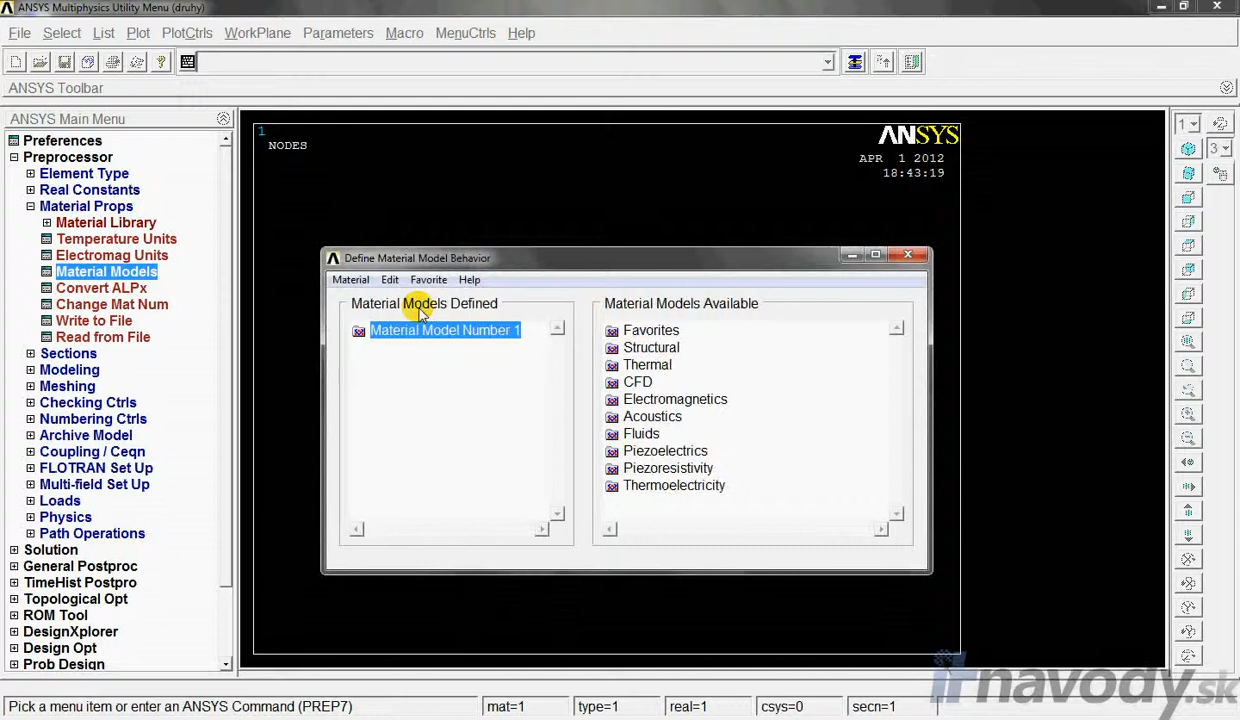 ANSYS Multiphysics Utility Menu (druhy)
File Select List Plot PlotCtrls WorkPlane Parameters Macro MenuCtrls Help
ANSYS Toolbar
ANSYS Main Menu
Preferences
Preprocessor
Element Type
Real Constants
Material Props
Material Library
Temperature Units
Electromag Units
Material Models
Convert ALPx
Change Mat Num
Write to File
Read from File
Sections
Modeling
Meshing
Checking Ctrls
Numbering Ctrls
Archive Model
Coupling / Ceqn
FLOTRAN Set Up
Multi-field Set Up
Loads
Physics
Path Operations
Solution
General Postproc
TimeHist Postpro
Topological Opt
ROM Tool
DesignXplorer
Design Opt
Prob Design
1
NODES
ANSYS
APR 1 2012
18:43:19
Define Material Model Behavior
Material Edit Favorite Help
Material Models Defined
Material Model Number 1
Material Models Available
Favorites
Structural
Thermal
CFD
Electromagnetics
Acoustics
Fluids
Piezoelectrics
Piezoresistivity
Thermoelectricity
1
3
Pick a menu item or enter an ANSYS Command (PREP7)
mat=1 type=1 real=1 csys=0 secn=1
navody.sk